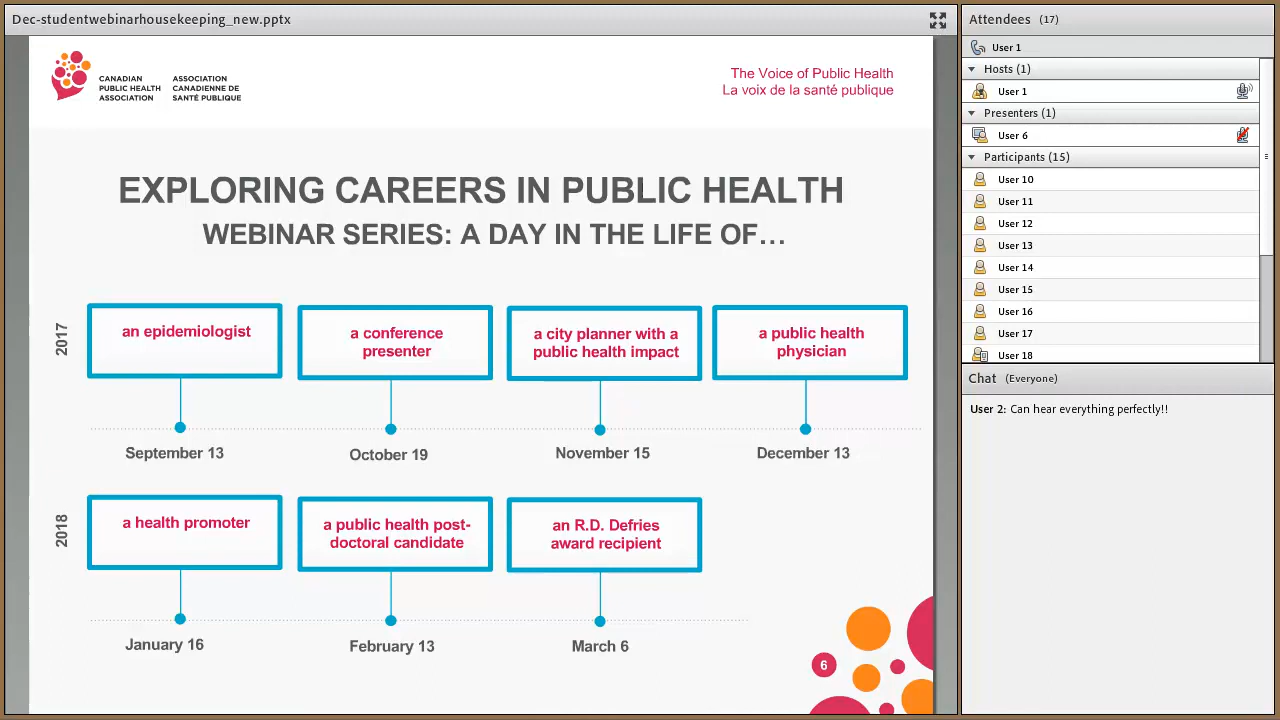 Dec-studentwebinarhousekeeping_new.pptx
CANADIAN
PUBLIC HEALTH
ASSOCIATION
ASSOCIATION
CANADIENNE DE
SANTÉ PUBLIQUE
The Voice of Public Health
La voix de la santé publique
EXPLORING CAREERS IN PUBLIC HEALTH
WEBINAR SERIES: A DAY IN THE LIFE OF…
2017
an epidemiologist
a conference
presenter
a city planner with a
public health impact
a public health
physician
September 13
October 19
November 15
December 13
2018
a health promoter
a public health post-
doctoral candidate
an R.D. Defries
award recipient
January 16
February 13
March 6
6
Attendees (17)
User 1
Hosts (1)
User 1
Presenters (1)
User 6
Participants (15)
User 10
User 11
User 12
User 13
User 14
User 15
User 16
User 17
User 18
Chat (Everyone)
User 2: Can hear everything perfectly!!